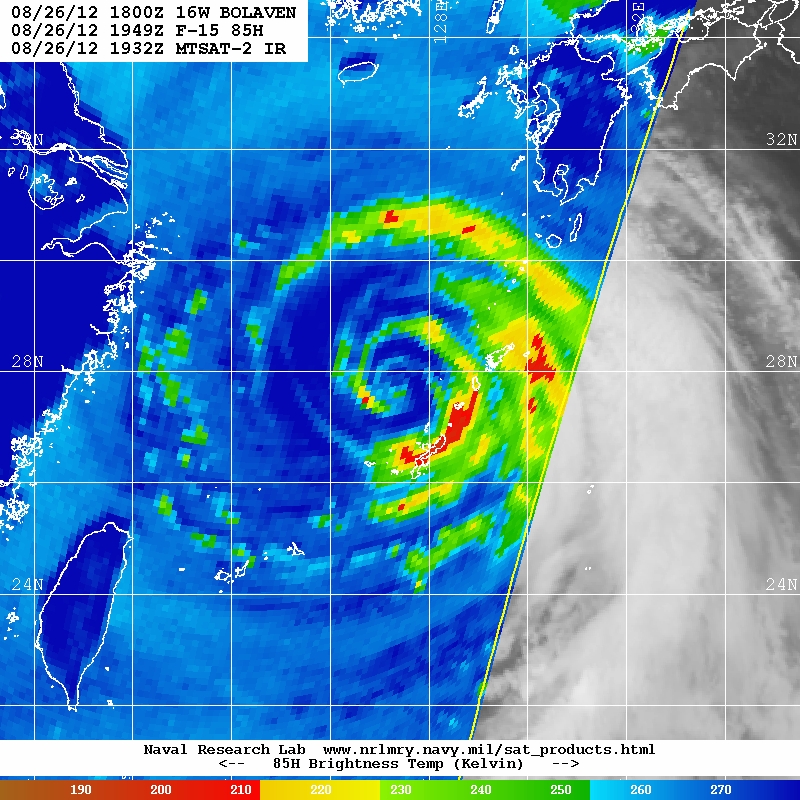 08/26/12 1800Z 16W BOLAVEN
08/26/12 1949Z F-15 85H
08/26/12 1932Z MTSAT-2 IR
128E
32N
28N
28N
24N
24N
Naval Research Lab www.nrlmry.navy.mil/sat_products.html
<-- 85H Brightness Temp (Kelvin) -->
190 200 210 220 230 240 250 260 270